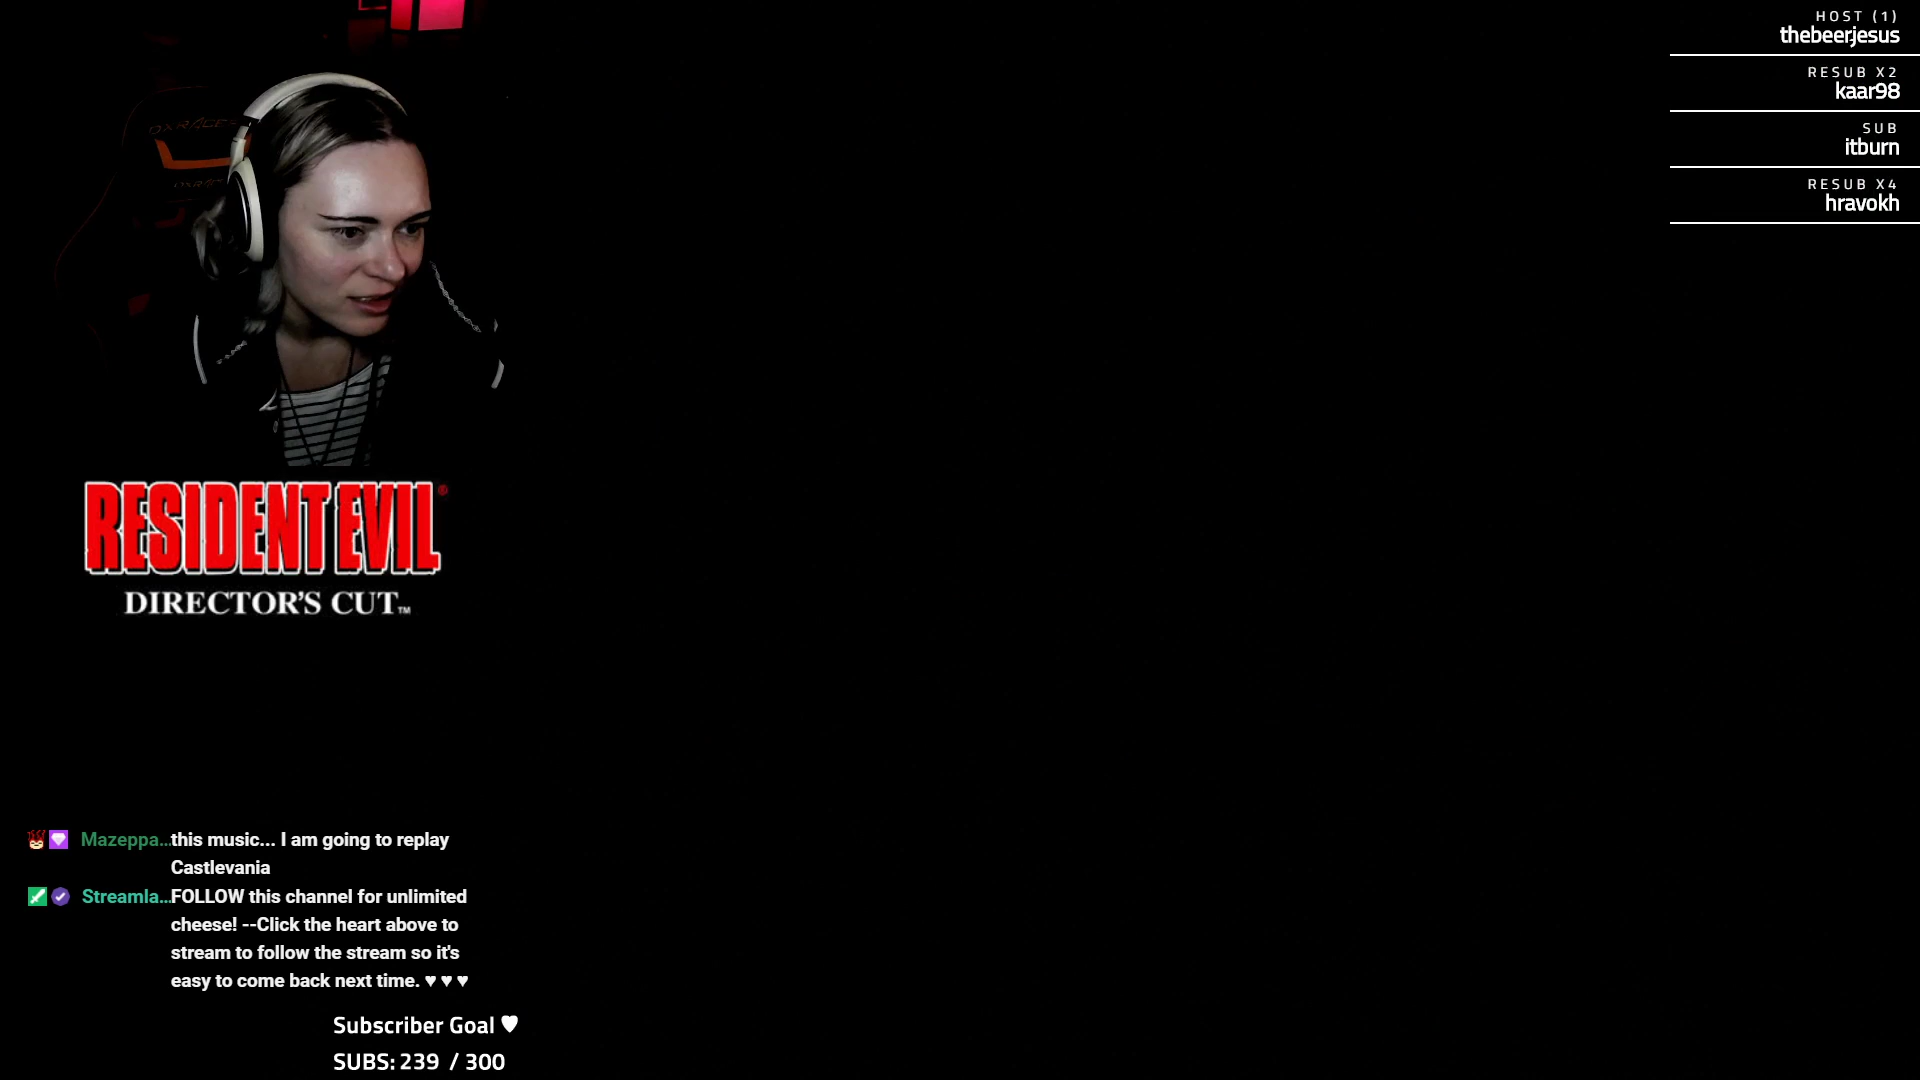 HOST (1)
thebeerjesus
RESUB X2
kaar98
SUB
itburn
RESUB X4
hravokh
DXRACER
RESIDENT EVIL®
DIRECTOR'S CUT™
Mazeppa... this music... I am going to replay
Castlevania
Streamla... FOLLOW this channel for unlimited
cheese! --Click the heart above to
stream to follow the stream so it's
easy to come back next time. ♥ ♥ ♥
Subscriber Goal ♥
SUBS: 239 / 300